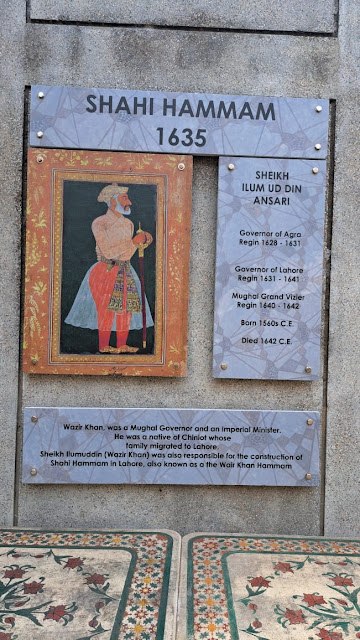 SHAHI HAMMAM
1635
SHEIKH
ILUM UD DIN
ANSARI
Governor of Agra
Regin 1628 - 1631
Governor of Lahore
Regin 1631 - 1641
Mughal Grand Vizier
Regin 1640 - 1642
Born 1560s C.E
Died 1642 C.E.
Wazir Khan, was a Mughal Governor and an Imperial Minister.
He was a native of Chiniot whose
family migrated to Lahore.
Sheikh Ilumuddin (Wazir Khan) was also responsible for the construction of
Shahi Hammam in Lahore, also known as a the Wair Khan Hammam